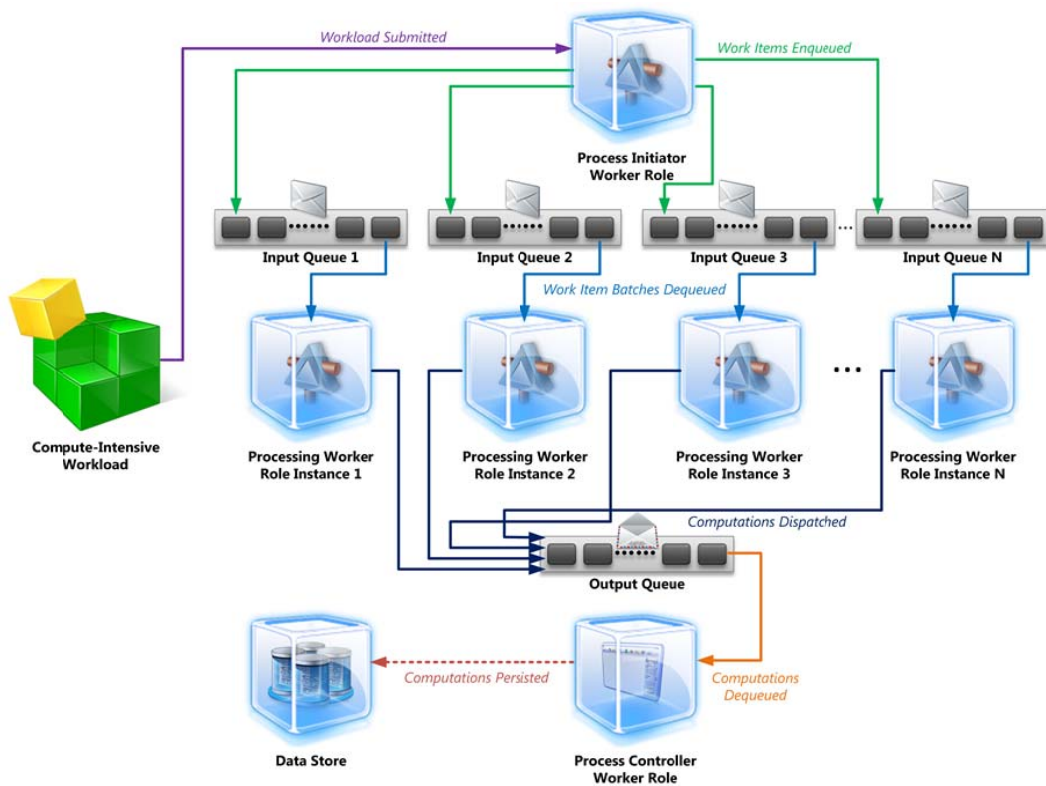 Workload Submitted
Work Items Enqueued
Process Initiator
Worker Role
Input Queue 1
Input Queue 2
Input Queue 3
...
Input Queue N
Work Item Batches Dequeued
Compute-Intensive
Workload
Processing Worker
Role Instance 1
Processing Worker
Role Instance 2
Processing Worker
Role Instance 3
...
Processing Worker
Role Instance N
Computations Dispatched
Output Queue
Computations Persisted
Computations
Dequeued
Data Store
Process Controller
Worker Role